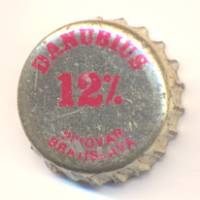 DANUBIUS
12%
PIVOVAR
BRATISLAVA